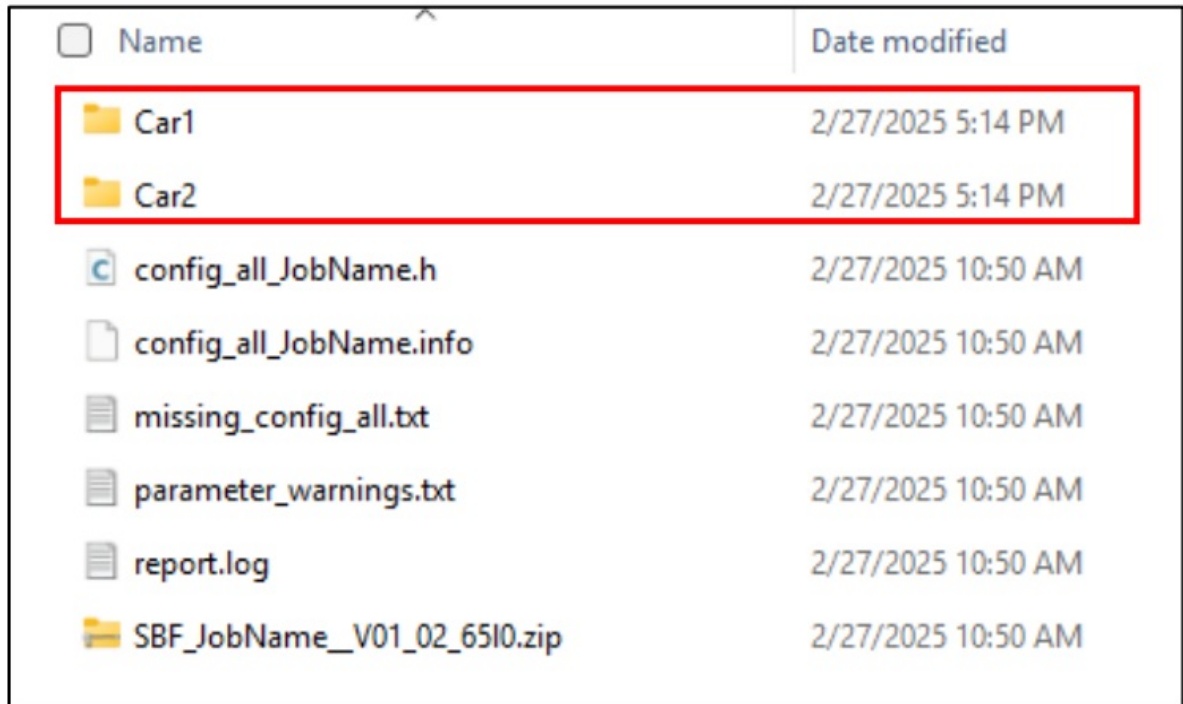 Name Date modified
Car1 2/27/2025 5:14 PM
Car2 2/27/2025 5:14 PM
C config_all_JobName.h 2/27/2025 10:50 AM
config_all_JobName.info 2/27/2025 10:50 AM
missing_config_all.txt 2/27/2025 10:50 AM
parameter_warnings.txt 2/27/2025 10:50 AM
report.log 2/27/2025 10:50 AM
SBF_JobName__V01_02_65I0.zip 2/27/2025 10:50 AM